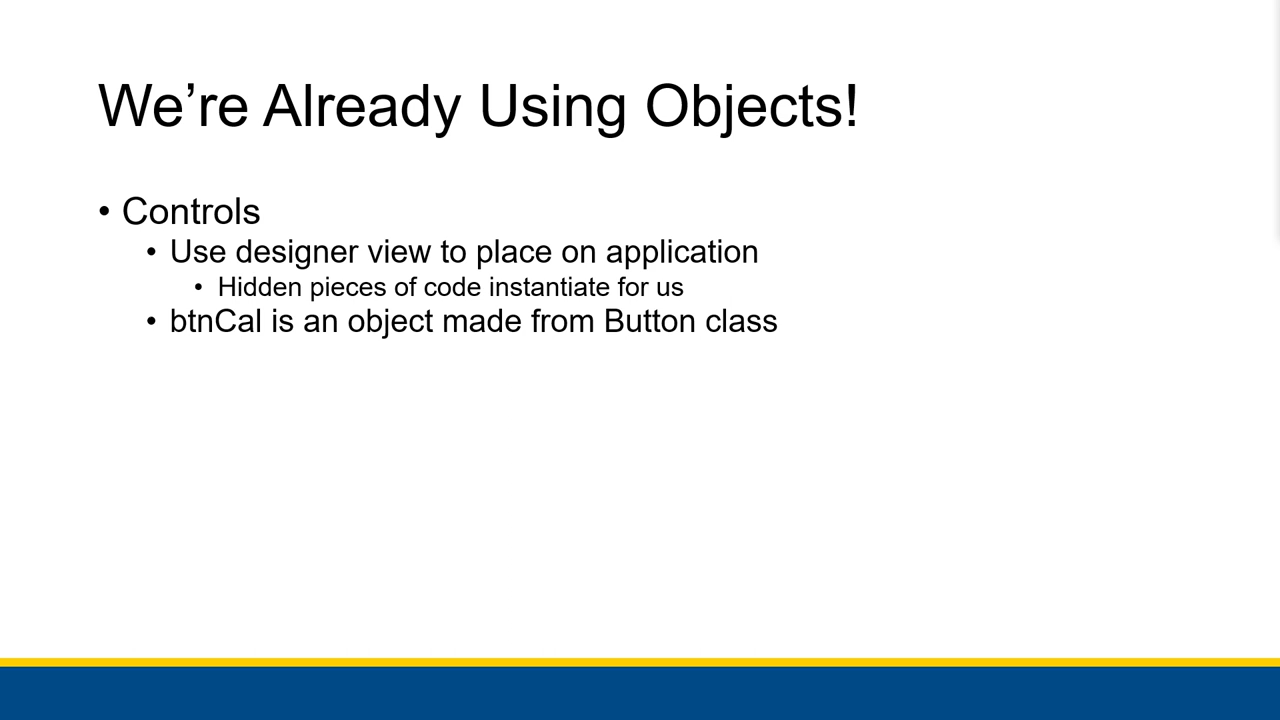 We’re Already Using Objects!
• Controls
• Use designer view to place on application
• Hidden pieces of code instantiate for us
• btnCal is an object made from Button class